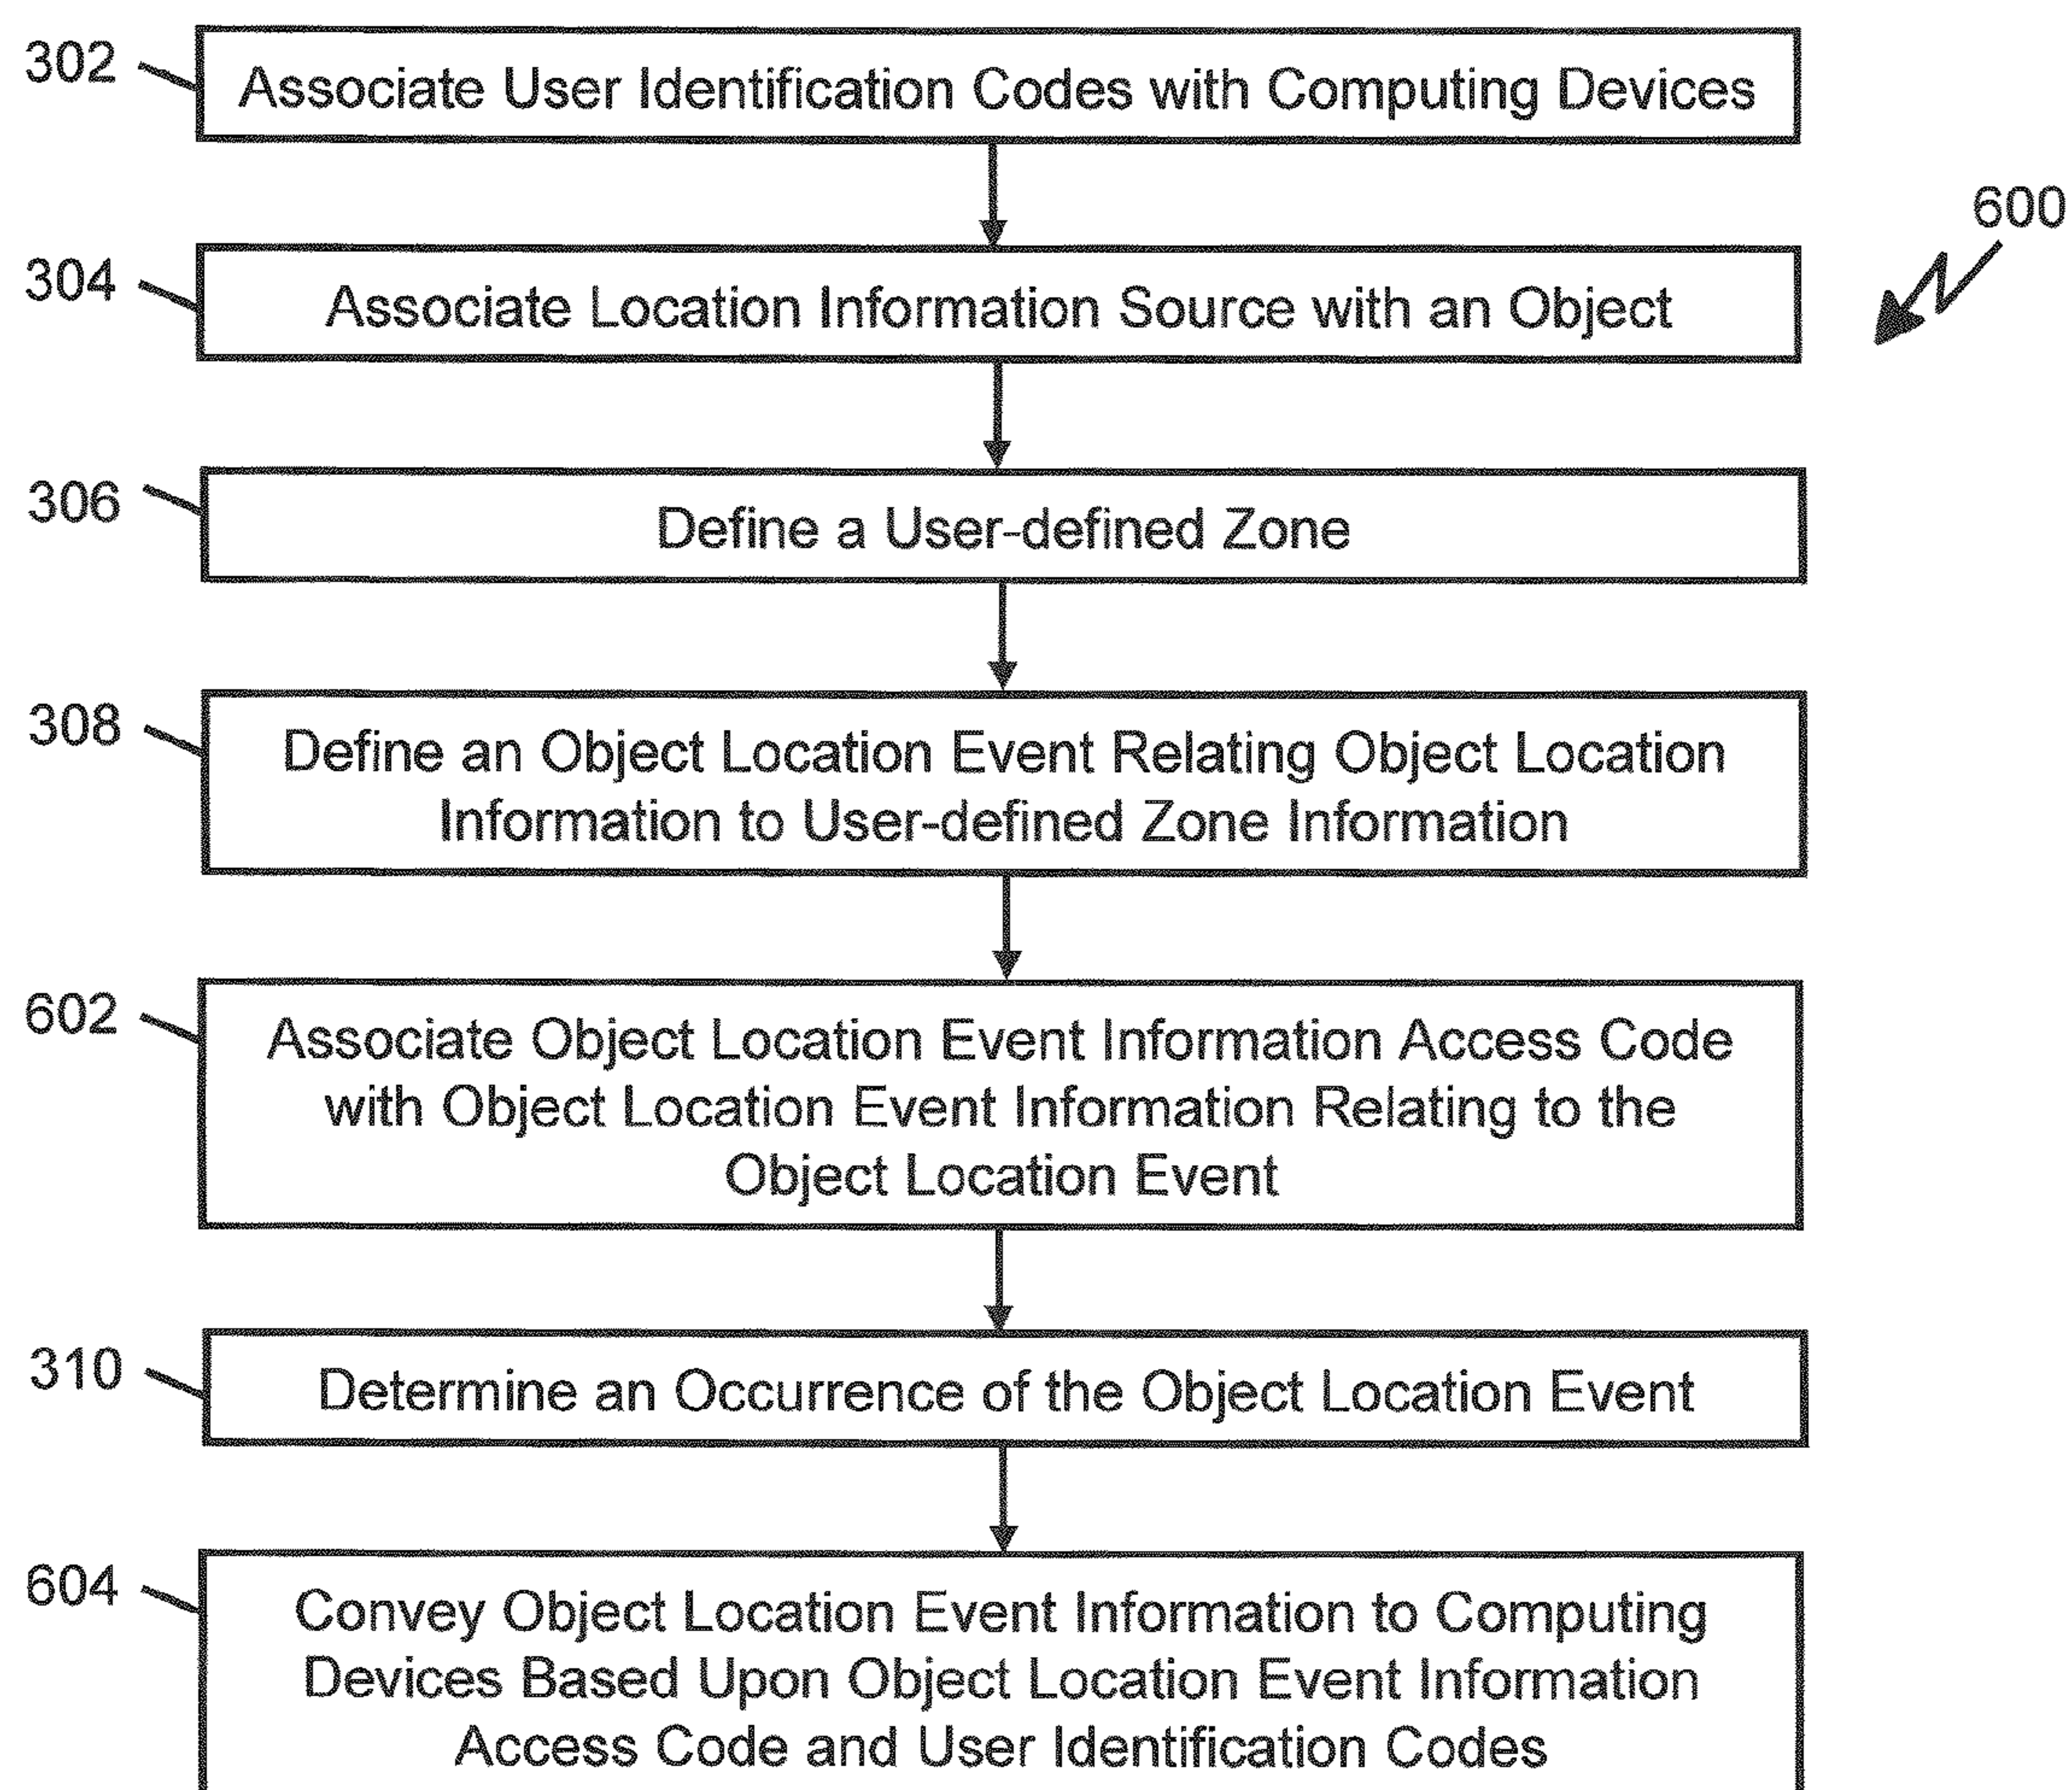 302
Associate User Identification Codes with Computing Devices
600
304
Associate Location Information Source with an Object
306
Define a User-defined Zone
308
Define an Object Location Event Relating Object Location
Information to User-defined Zone Information
602
Associate Object Location Event Information Access Code
with Object Location Event Information Relating to the
Object Location Event
310
Determine an Occurrence of the Object Location Event
604
Convey Object Location Event Information to Computing
Devices Based Upon Object Location Event Information
Access Code and User Identification Codes